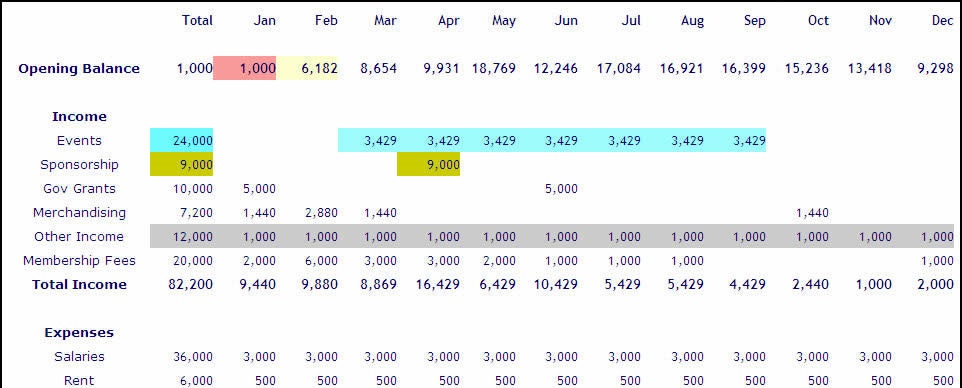 Total Jan Feb Mar Apr May Jun Jul Aug Sep Oct Nov Dec
Opening Balance 1,000 1,000 6,182 8,654 9,931 18,769 12,246 17,084 16,921 16,399 15,236 13,418 9,298
Income
Events 24,000 3,429 3,429 3,429 3,429 3,429 3,429 3,429
Sponsorship 9,000 9,000
Gov Grants 10,000 5,000 5,000
Merchandising 7,200 1,440 2,880 1,440 1,440
Other Income 12,000 1,000 1,000 1,000 1,000 1,000 1,000 1,000 1,000 1,000 1,000 1,000 1,000
Membership Fees 20,000 2,000 6,000 3,000 3,000 2,000 1,000 1,000 1,000 1,000
Total Income 82,200 9,440 9,880 8,869 16,429 6,429 10,429 5,429 5,429 4,429 2,440 1,000 2,000
Expenses
Salaries 36,000 3,000 3,000 3,000 3,000 3,000 3,000 3,000 3,000 3,000 3,000 3,000 3,000
Rent 6,000 500 500 500 500 500 500 500 500 500 500 500 500